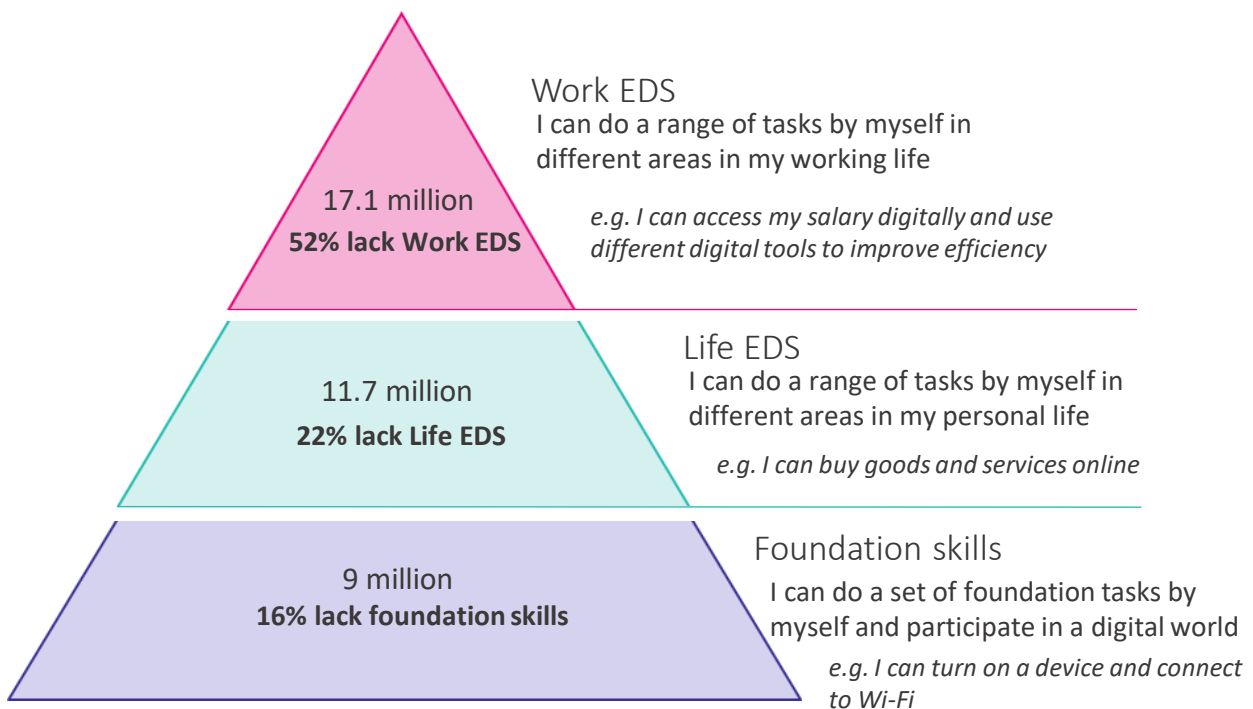 Work EDS
I can do a range of tasks by myself in
different areas in my working life
17.1 million
52% lack Work EDS
e.g. I can access my salary digitally and use
different digital tools to improve efficiency
Life EDS
I can do a range of tasks by myself in
different areas in my personal life
11.7 million
22% lack Life EDS
e.g. I can buy goods and services online
Foundation skills
9 million
16% lack foundation skills
I can do a set of foundation tasks by
myself and participate in a digital world
e.g. I can turn on a device and connect
to Wi-Fi